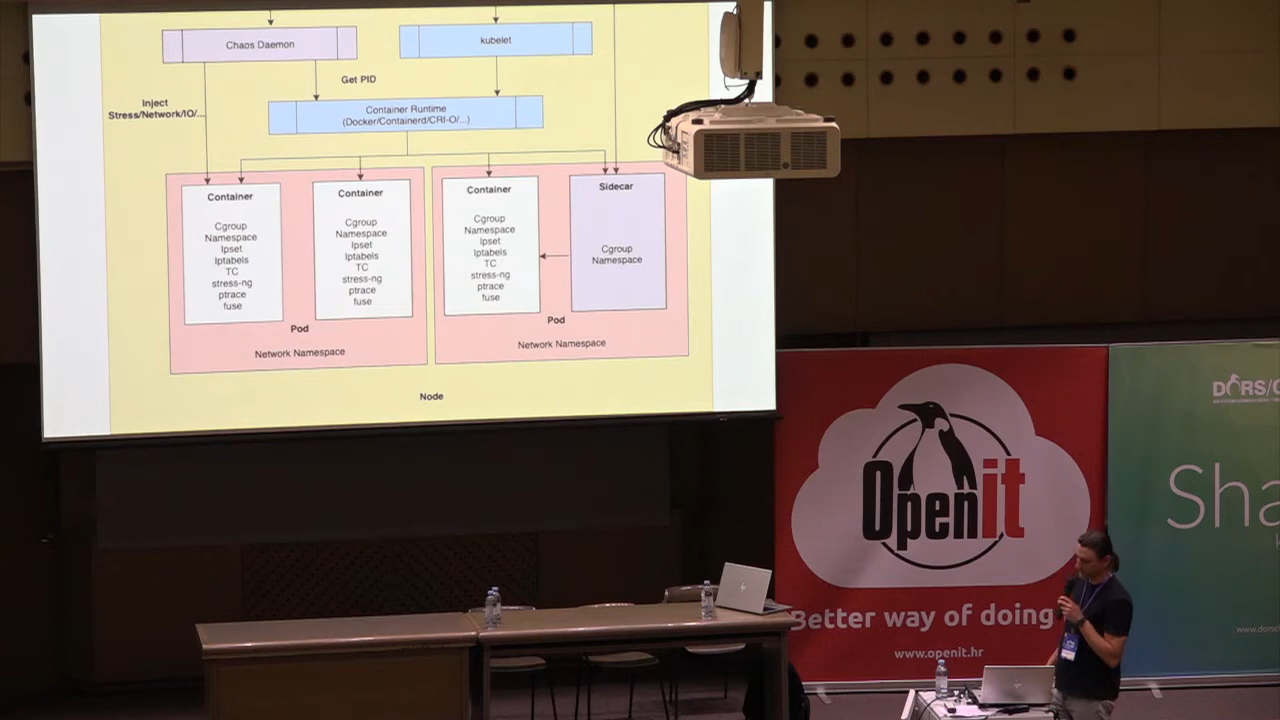 Chaos Daemon
kubelet
Get PID
Inject
Stress/Network/IO/...
Container Runtime
(Docker/Containerd/CRI-O/...)
Container
Cgroup
Namespace
Ipset
Iptabels
TC
stress-ng
ptrace
fuse
Container
Cgroup
Namespace
Ipset
Iptabels
TC
stress-ng
ptrace
fuse
Pod
Network Namespace
Container
Cgroup
Namespace
Ipset
Iptabels
TC
stress-ng
ptrace
fuse
Sidecar
Cgroup
Namespace
Pod
Network Namespace
Node
Openit
Better way of doing
www.openit.hr
DORS/C
Sha
www.dorsc